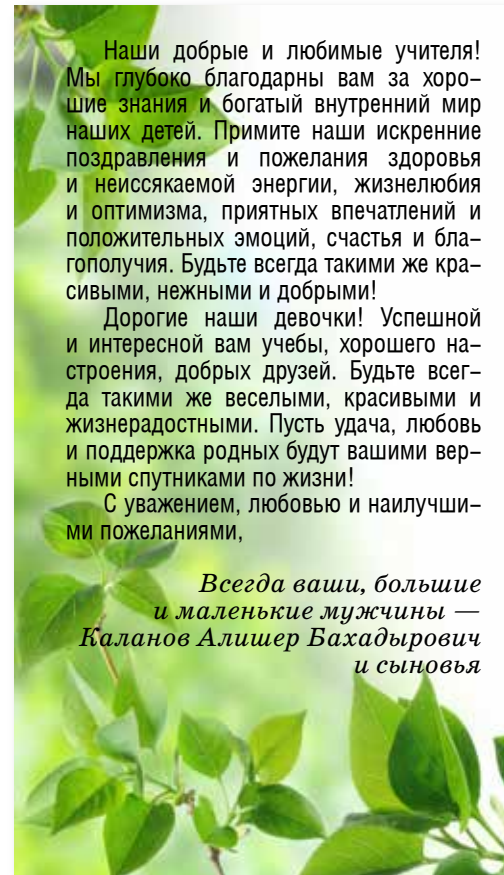 Наши добрые и любимые учителя!
Мы глубоко благодарны вам за хоро-
шие знания и богатый внутренний мир
наших детей. Примите наши искренние
поздравления и пожелания здоровья
и неиссякаемой энергии, жизнелюбия
и оптимизма, приятных впечатлений и
положительных эмоций, счастья и бла-
гополучия. Будьте всегда такими же кра-
сивыми, нежными и добрыми!
Дорогие наши девочки! Успешной
и интересной вам учебы, хорошего на-
строения, добрых друзей. Будьте всег-
да такими же веселыми, красивыми и
жизнерадостными. Пусть удача, любовь
и поддержка родных будут вашими вер-
ными спутниками по жизни!
С уважением, любовью и наилучши-
ми пожеланиями,
Всегда ваши, большие
и маленькие мужчины —
Каланов Алишер Бахадырович
и сыновья